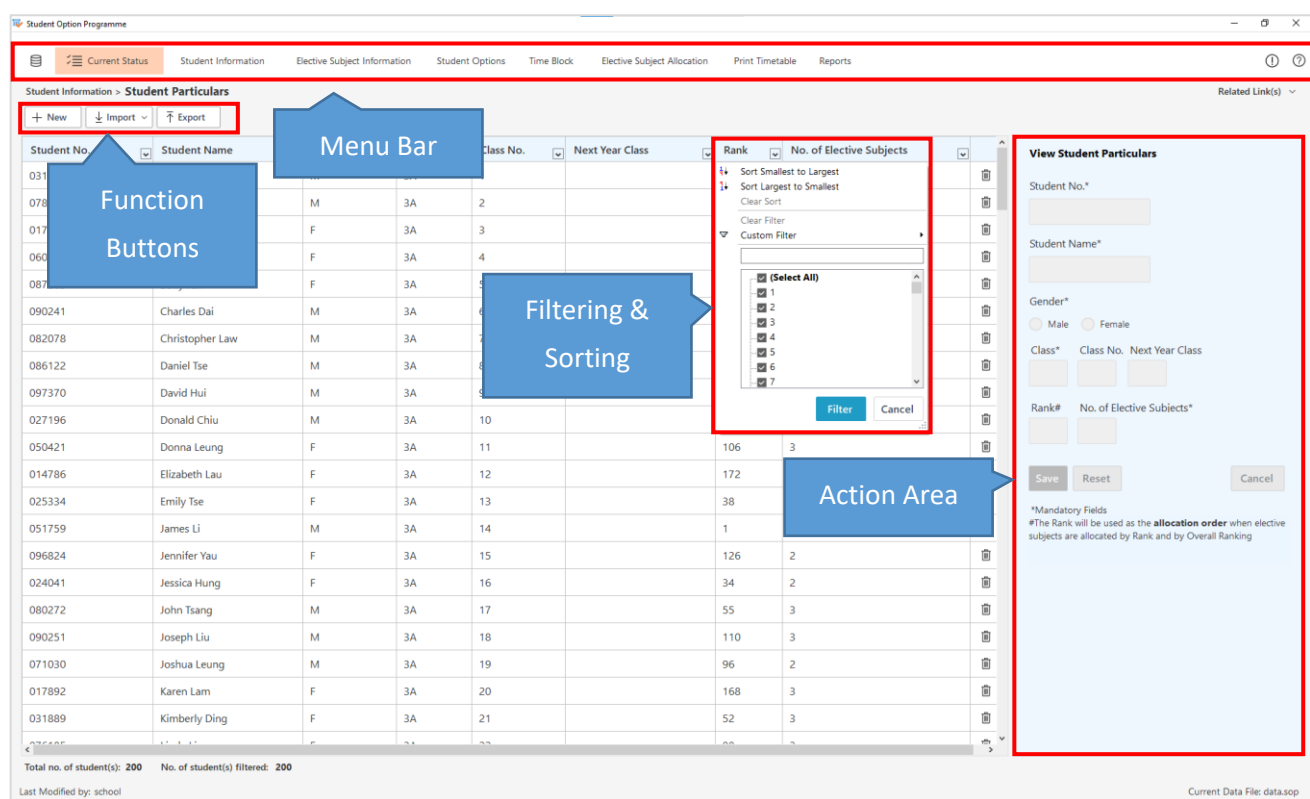 Student Option Programme
Current Status Student Information Elective Subject Information Student Options Time Block Elective Subject Allocation Print Timetable Reports
Student Information > Student Particulars Related Link(s)
+ New Import Export
Menu Bar
Function
Buttons
Filtering &
Sorting
Action Area
Student No. Student Name Class No. Next Year Class Rank No. of Elective Subjects
031
078 M 3A 2
017 F 3A 3
060 F 3A 4
087 F 3A
090241 Charles Dai M 3A
082078 Christopher Law M 3A
086122 Daniel Tse M 3A
097370 David Hui M 3A
027196 Donald Chiu M 3A 10
050421 Donna Leung F 3A 11 106 3
014786 Elizabeth Lau F 3A 12 172
025334 Emily Tse F 3A 13 38
051759 James Li M 3A 14 1
096824 Jennifer Yau F 3A 15 126 2
024041 Jessica Hung F 3A 16 34 2
080272 John Tsang M 3A 17 55 3
090251 Joseph Liu M 3A 18 110 3
071030 Joshua Leung M 3A 19 96 2
017892 Karen Lam F 3A 20 168 3
031889 Kimberly Ding F 3A 21 52 3
Sort Smallest to Largest
Sort Largest to Smallest
Clear Sort
Clear Filter
Custom Filter
(Select All)
1
2
3
4
5
6
7
Filter Cancel
View Student Particulars
Student No.*
Student Name*
Gender*
Male Female
Class* Class No. Next Year Class
Rank# No. of Elective Subjects*
Save Reset Cancel
*Mandatory Fields
#The Rank will be used as the allocation order when elective
subjects are allocated by Rank and by Overall Ranking
Total no. of student(s): 200 No. of student(s) filtered: 200
Last Modified by: school Current Data File: data.sop